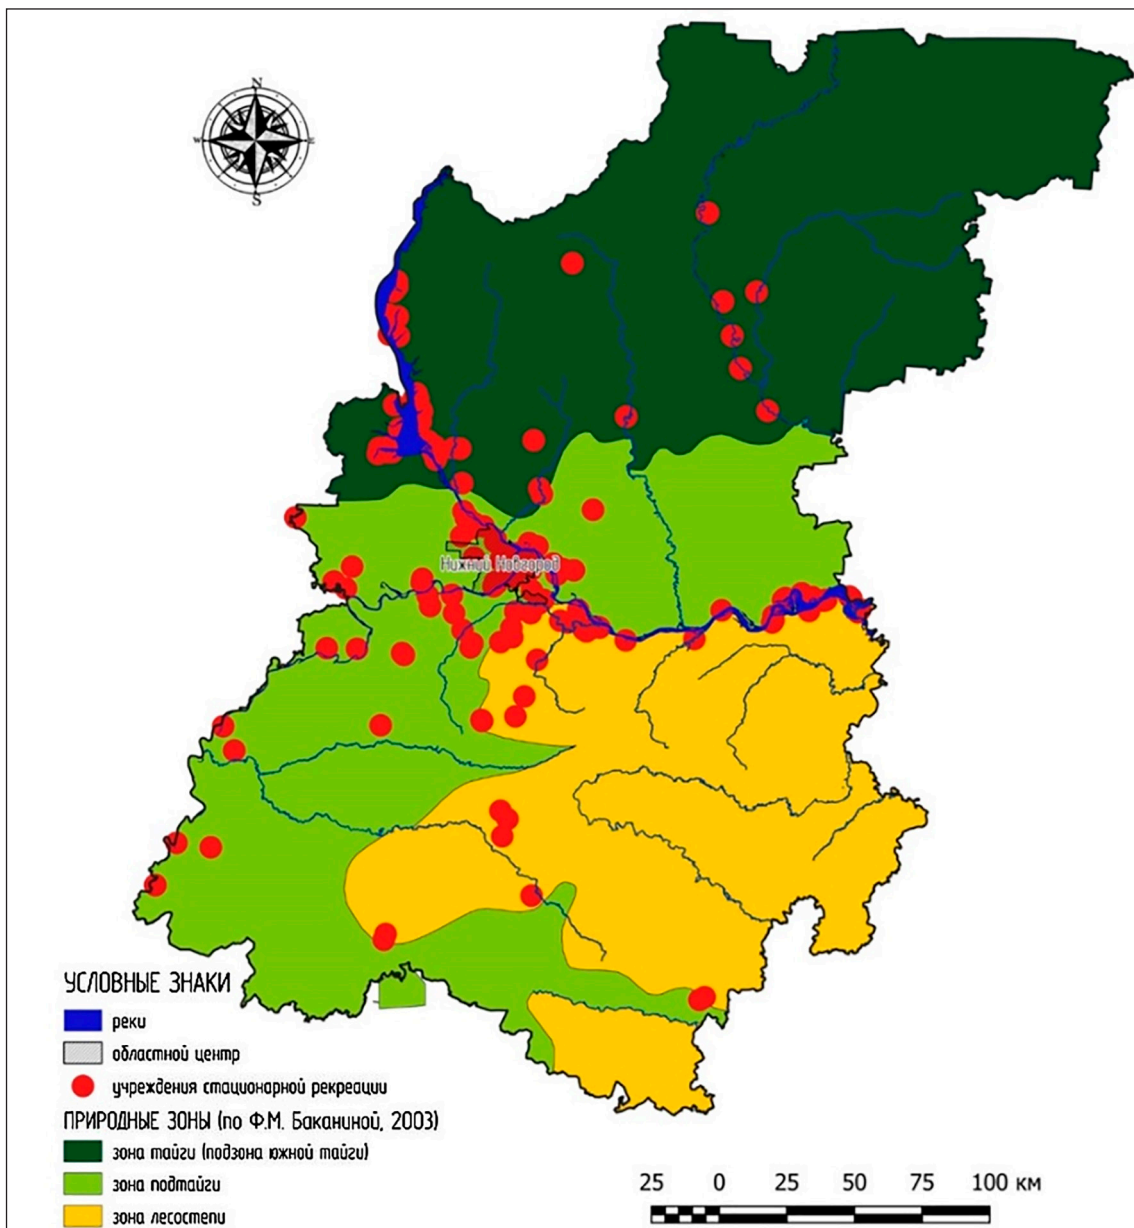 N
W
E
S
Нижний Новгород
УСЛОВНЫЕ ЗНАКИ
реки
областной центр
учреждения стационарной рекреации
ПРИРОДНЫЕ ЗОНЫ (по Ф.М. Баканиной, 2003)
зона тайги (подзона южной тайги)
зона подтайги
зона лесостепи
25 0 25 50 75 100 км